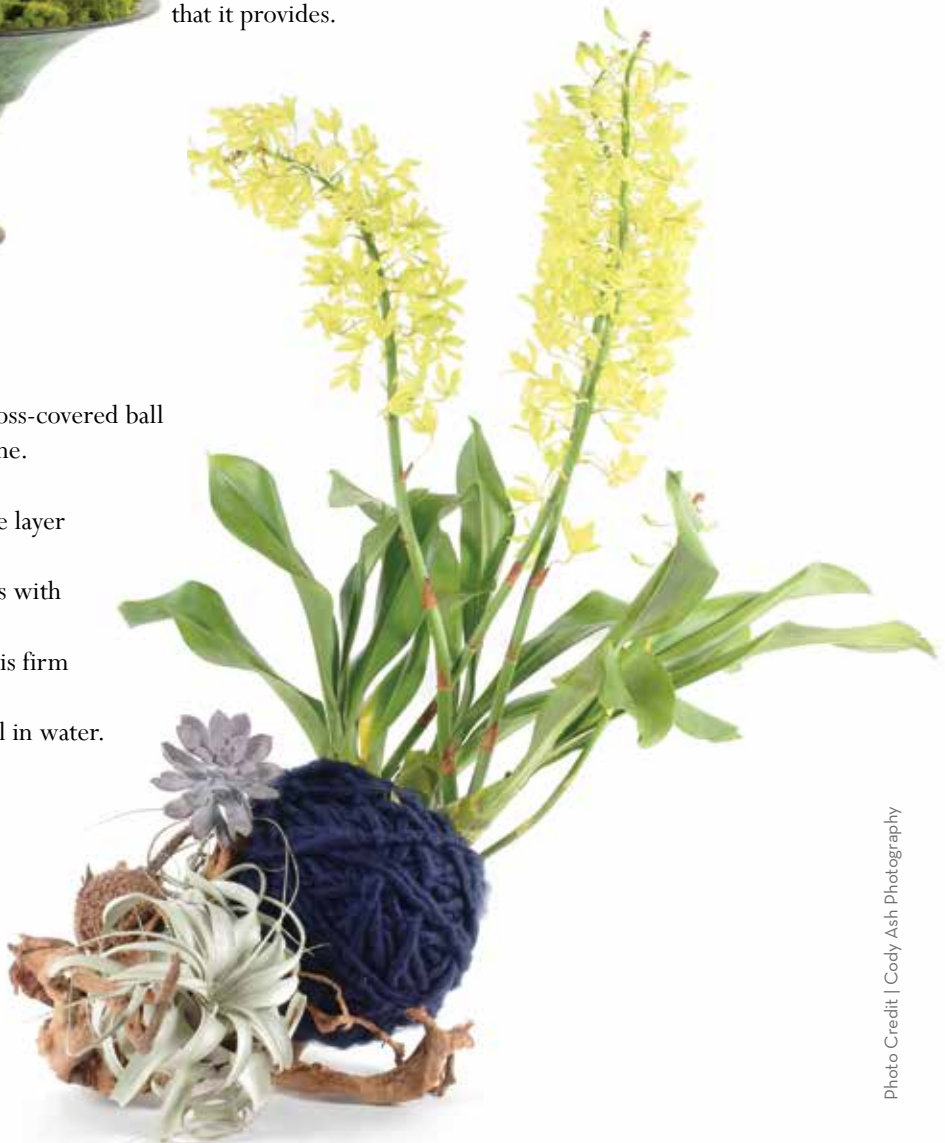 that it provides.
oss-covered ball
ne.
e layer
s with
is firm
l in water.
Photo Credit | Cody Ash Photography